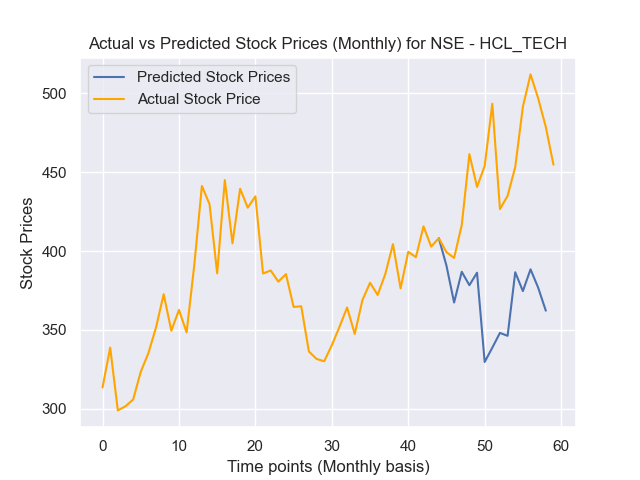 Actual vs Predicted Stock Prices (Monthly) for NSE - HCL_TECH
Predicted Stock Prices
Actual Stock Price
500
450
400
350
300
Stock Prices
0 10 20 30 40 50 60
Time points (Monthly basis)